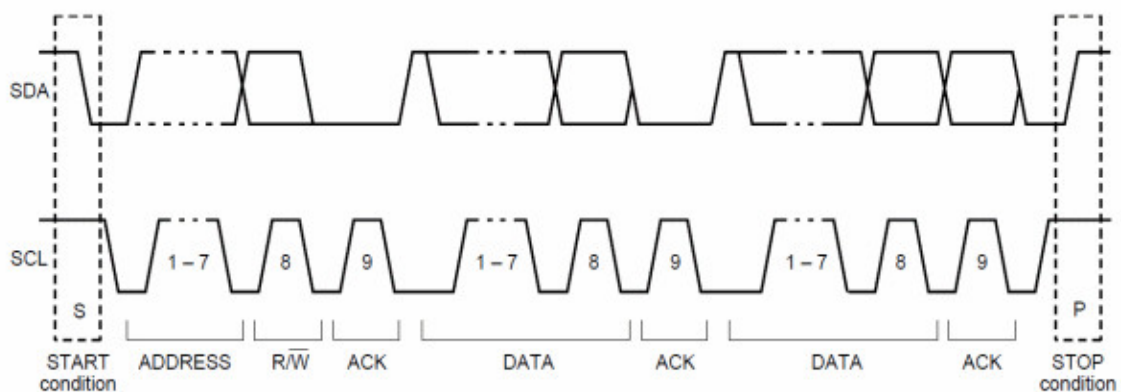 SDA
SCL
1 – 7 8 9 1 – 7 8 9 1 – 7 8 9
S P
START condition
ADDRESS
R/W̅
ACK
DATA
ACK
DATA
ACK
STOP condition